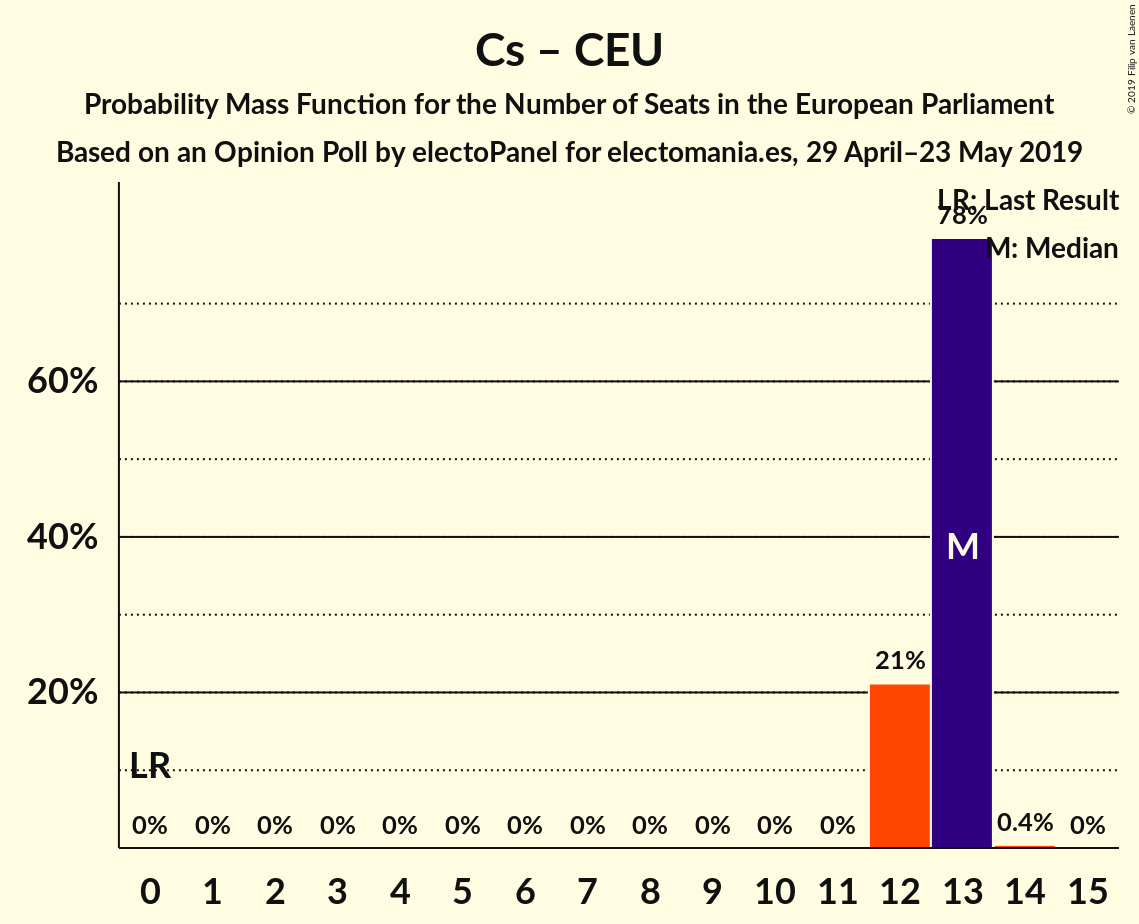 © 2019 Filip van Laenen
Cs – CEU
Probability Mass Function for the Number of Seats in the European Parliament
Based on an Opinion Poll by electoPanel for electomania.es, 29 April–23 May 2019
LR: Last Result
78%
M: Median
60%
40%
M
21%
20%
LR
0% 0% 0% 0% 0% 0% 0% 0% 0% 0% 0% 0% 0.4% 0%
0 1 2 3 4 5 6 7 8 9 10 11 12 13 14 15